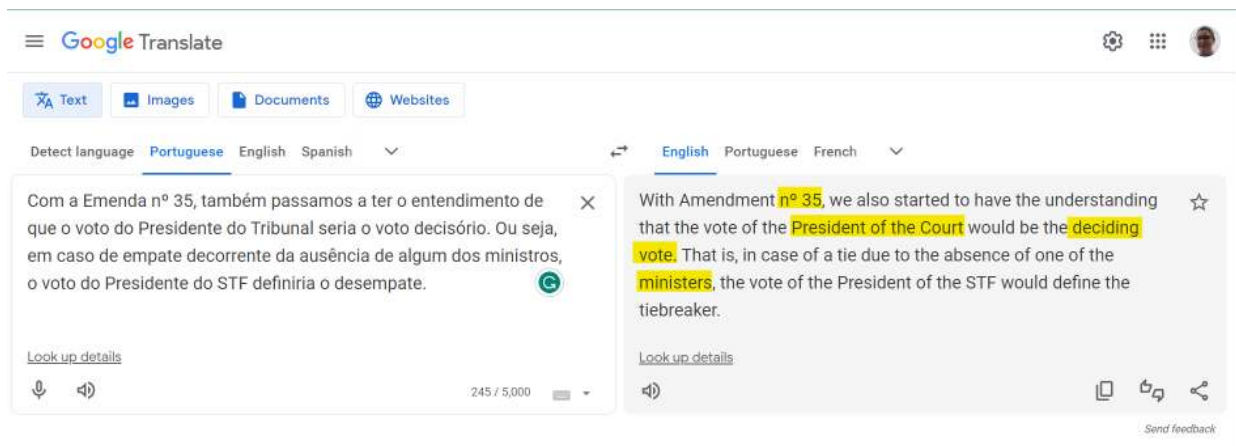 Google Translate
Text Images Documents Websites
Detect language Portuguese English Spanish
English Portuguese French
Com a Emenda nº 35, também passamos a ter o entendimento de
que o voto do Presidente do Tribunal seria o voto decisório. Ou seja,
em caso de empate decorrente da ausência de algum dos ministros,
o voto do Presidente do STF definiria o desempate.
Look up details
245 / 5,000
With Amendment nº 35, we also started to have the understanding
that the vote of the President of the Court would be the deciding
vote. That is, in case of a tie due to the absence of one of the
ministers, the vote of the President of the STF would define the
tiebreaker.
Look up details
Send feedback